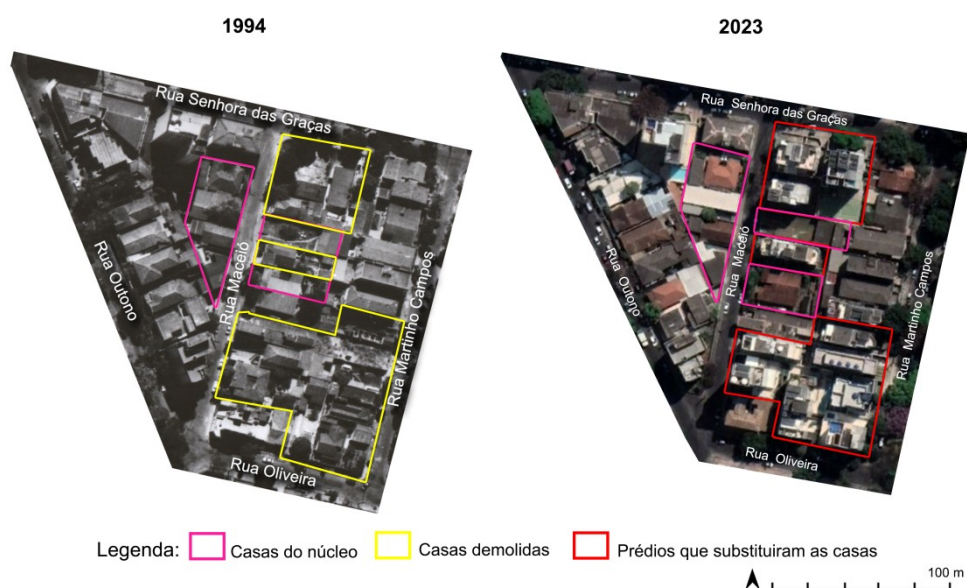 1994
2023
Rua Senhora das Graças
Rua Outono
Rua Maceió
Rua Martinho Campos
Rua Oliveira
Rua Senhora das Graças
Rua Outono
Rua Maceió
Rua Martinho Campos
Rua Oliveira
Legenda:
Casas do núcleo
Casas demolidas
Prédios que substituiram as casas
100 m